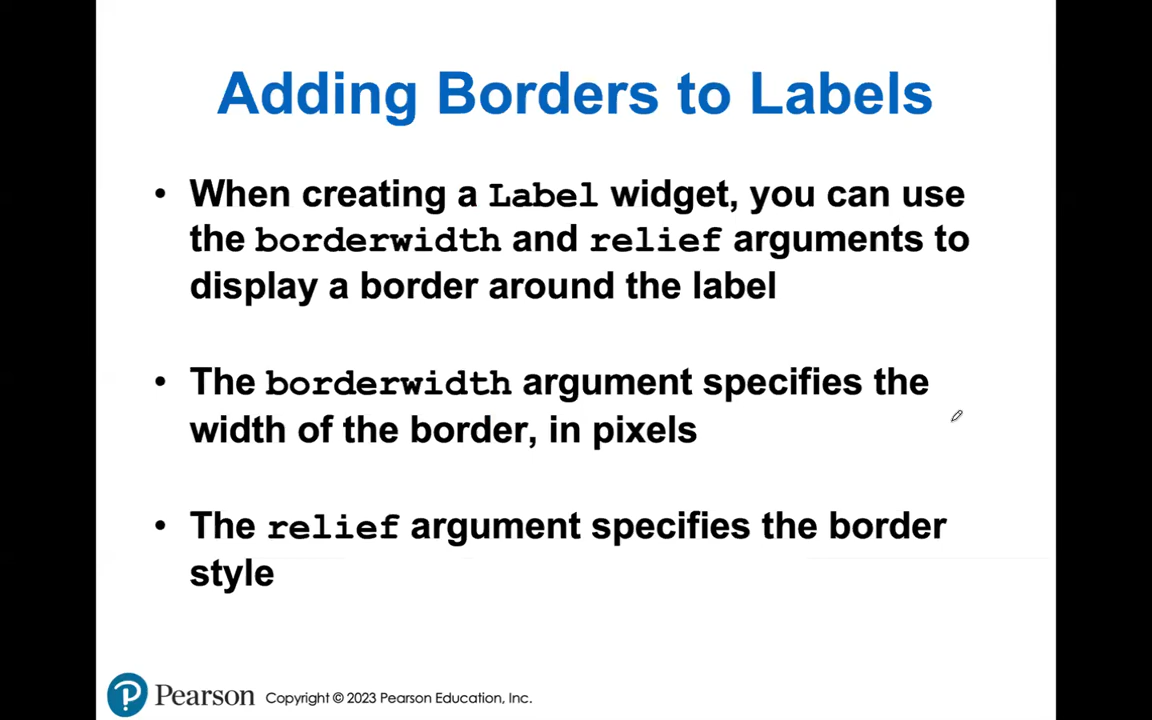 Adding Borders to Labels
• When creating a Label widget, you can use
the borderwidth and relief arguments to
display a border around the label
• The borderwidth argument specifies the
width of the border, in pixels
• The relief argument specifies the border
style
Pearson Copyright © 2023 Pearson Education, Inc.